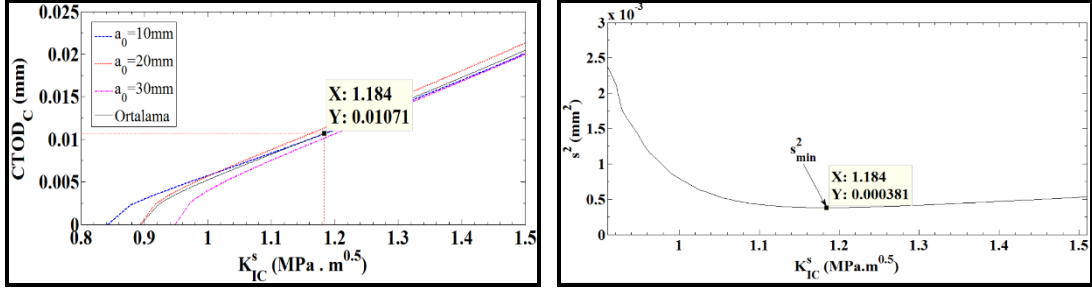 0.025
0.02
0.015
0.01
0.005
0
CTOD_C (mm)
a_0=10mm
a_0=20mm
a_0=30mm
Ortalama
X: 1.184
Y: 0.01071
0.8 0.9 1 1.1 1.2 1.3 1.4 1.5
K_IC^s (MPa . m^0.5)
3 x 10^-3
2.5
2
1.5
1
0.5
0
s^2 (mm^2)
s^2_min
X: 1.184
Y: 0.000381
1 1.1 1.2 1.3 1.4 1.5
K_IC^s (MPa.m^0.5)